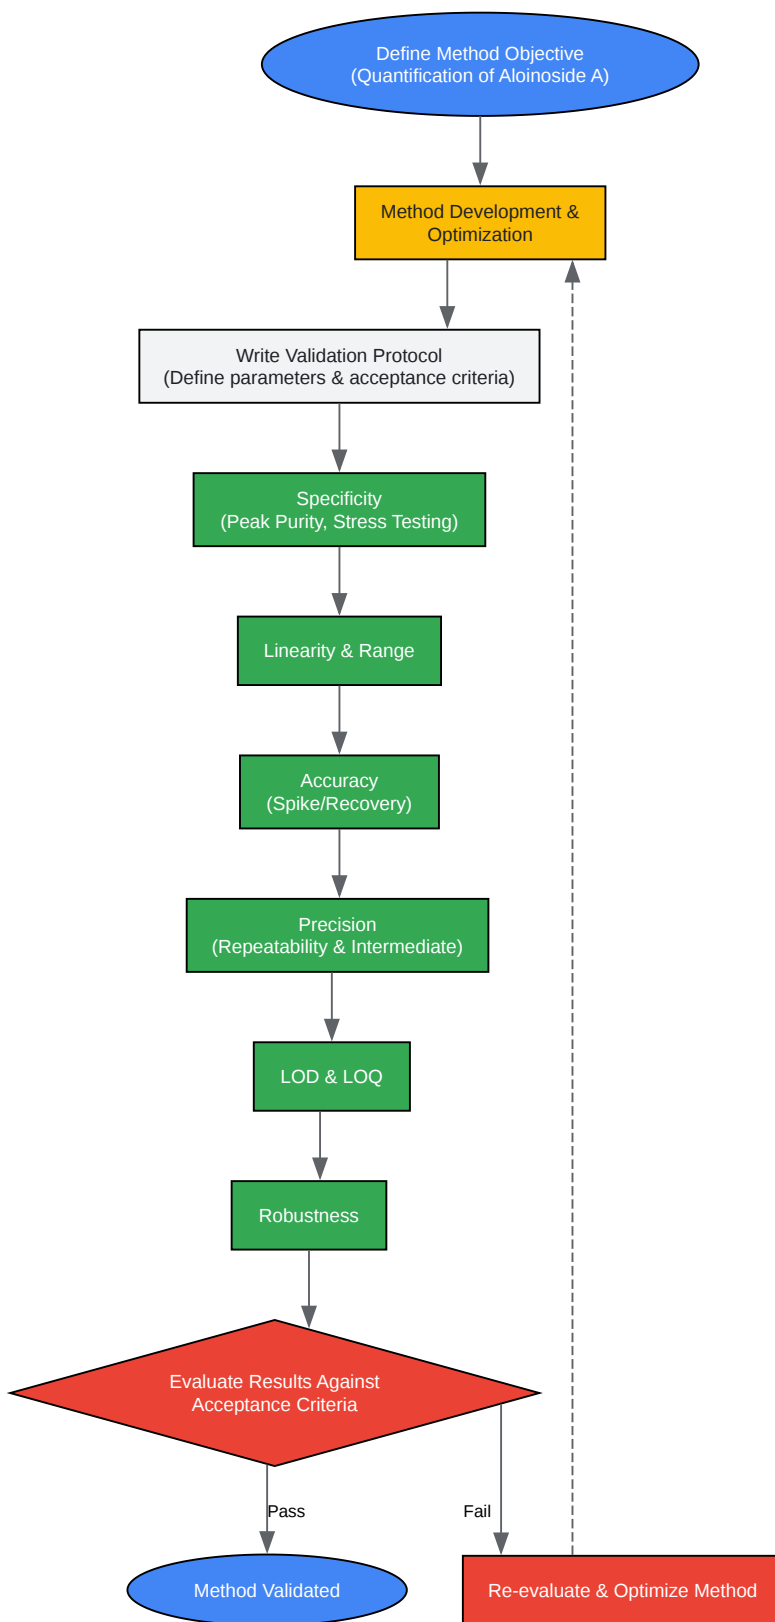 Define Method Objective
(Quantification of Aloinoside A)
Method Development &
Optimization
Write Validation Protocol
(Define parameters & acceptance criteria)
Specificity
(Peak Purity, Stress Testing)
Linearity & Range
Accuracy
(Spike/Recovery)
Precision
(Repeatability & Intermediate)
LOD & LOQ
Robustness
Evaluate Results Against
Acceptance Criteria
Pass
Fail
Method Validated
Re-evaluate & Optimize Method